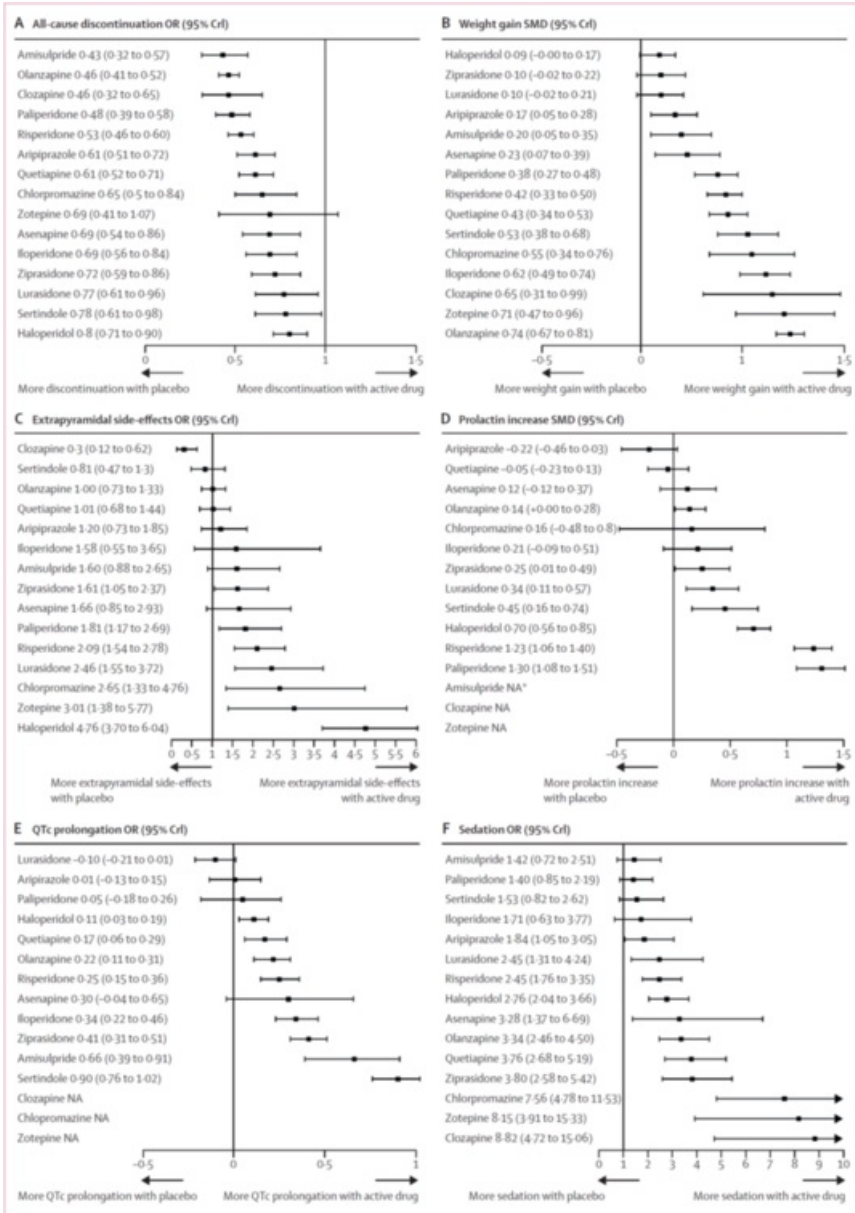 A All-cause discontinuation OR (95% CrI)
Amisulpride 0·43 (0·32 to 0·57)
Olanzapine 0·46 (0·41 to 0·52)
Clozapine 0·46 (0·32 to 0·65)
Paliperidone 0·48 (0·39 to 0·58)
Risperidone 0·53 (0·46 to 0·60)
Aripiprazole 0·61 (0·51 to 0·72)
Quetiapine 0·61 (0·52 to 0·71)
Chlorpromazine 0·65 (0·5 to 0·84)
Zotepine 0·69 (0·41 to 1·07)
Asenapine 0·69 (0·54 to 0·86)
Iloperidone 0·69 (0·56 to 0·84)
Ziprasidone 0·72 (0·59 to 0·86)
Lurasidone 0·77 (0·61 to 0·96)
Sertindole 0·78 (0·61 to 0·98)
Haloperidol 0·8 (0·71 to 0·90)
0 0·5 1 1·5
More discontinuation with placebo More discontinuation with active drug
B Weight gain SMD (95% CrI)
Haloperidol 0·09 (–0·00 to 0·17)
Ziprasidone 0·10 (–0·02 to 0·22)
Lurasidone 0·10 (–0·02 to 0·21)
Aripiprazole 0·17 (0·05 to 0·28)
Amisulpride 0·20 (0·05 to 0·35)
Asenapine 0·23 (0·07 to 0·39)
Paliperidone 0·38 (0·27 to 0·48)
Risperidone 0·42 (0·33 to 0·50)
Quetiapine 0·43 (0·34 to 0·53)
Sertindole 0·53 (0·38 to 0·68)
Chlopromazine 0·55 (0·34 to 0·76)
Iloperidone 0·62 (0·49 to 0·74)
Clozapine 0·65 (0·31 to 0·99)
Zotepine 0·71 (0·47 to 0·96)
Olanzapine 0·74 (0·67 to 0·81)
–0·5 0 1 1·5
More weight gain with placebo More weight gain with active drug
C Extrapyramidal side-effects OR (95% CrI)
Clozapine 0·3 (0·12 to 0·62)
Sertindole 0·81 (0·47 to 1·3)
Olanzapine 1·00 (0·73 to 1·33)
Quetiapine 1·01 (0·68 to 1·44)
Aripiprazole 1·20 (0·73 to 1·85)
Iloperidone 1·58 (0·55 to 3·65)
Amisulpride 1·60 (0·88 to 2·65)
Ziprasidone 1·61 (1·05 to 2·37)
Asenapine 1·66 (0·85 to 2·93)
Paliperidone 1·81 (1·17 to 2·69)
Risperidone 2·09 (1·54 to 2·78)
Lurasidone 2·46 (1·55 to 3·72)
Chlorpromazine 2·65 (1·33 to 4·76)
Zotepine 3·01 (1·38 to 5·77)
Haloperidol 4·76 (3·70 to 6·04)
0 0·5 1 1·5 2 2·5 3 3·5 4 4·5 5 5·5 6
More extrapyramidal side-effects More extrapyramidal side-effects
with placebo with active drug
D Prolactin increase SMD (95% CrI)
Aripiprazole –0·22 (–0·46 to 0·03)
Quetiapine –0·05 (–0·23 to 0·13)
Asenapine 0·12 (–0·12 to 0·37)
Olanzapine 0·14 (+0·00 to 0·28)
Chlorpromazine 0·16 (–0·48 to 0·8)
Iloperidone 0·21 (–0·09 to 0·51)
Ziprasidone 0·25 (0·01 to 0·49)
Lurasidone 0·34 (0·11 to 0·57)
Sertindole 0·45 (0·16 to 0·74)
Haloperidol 0·70 (0·56 to 0·85)
Risperidone 1·23 (1·06 to 1·40)
Paliperidone 1·30 (1·08 to 1·51)
Amisulpride NA*
Clozapine NA
Zotepine NA
–0·5 0 0·5 1 1·5
More prolactin increase More prolactin increase with
with placebo active drug
E QTc prolongation OR (95% CrI)
Lurasidone –0·10 (–0·21 to 0·01)
Aripirazole 0·01 (–0·13 to 0·15)
Paliperidone 0·05 (–0·18 to 0·26)
Haloperidol 0·11 (0·03 to 0·19)
Quetiapine 0·17 (0·06 to 0·29)
Olanzapine 0·22 (0·11 to 0·31)
Risperidone 0·25 (0·15 to 0·36)
Asenapine 0·30 (–0·04 to 0·65)
Iloperidone 0·34 (0·22 to 0·46)
Ziprasidone 0·41 (0·31 to 0·51)
Amisulpride 0·66 (0·39 to 0·91)
Sertindole 0·90 (0·76 to 1·02)
Clozapine NA
Chlopromazine NA
Zotepine NA
–0·5 0 0·5 1
More QTc prolongation with placebo More QTc prolongation with active drug
F Sedation OR (95% CrI)
Amisulpride 1·42 (0·72 to 2·51)
Paliperidone 1·40 (0·85 to 2·19)
Sertindole 1·53 (0·82 to 2·62)
Iloperidone 1·71 (0·63 to 3·77)
Aripiprazole 1·84 (1·05 to 3·05)
Lurasidone 2·45 (1·31 to 4·24)
Risperidone 2·45 (1·76 to 3·35)
Haloperidol 2·76 (2·04 to 3·66)
Asenapine 3·28 (1·37 to 6·69)
Olanzapine 3·34 (2·46 to 4·50)
Quetiapine 3·76 (2·68 to 5·19)
Ziprasidone 3·80 (2·58 to 5·42)
Chlorpromazine 7·56 (4·78 to 11·53)
Zotepine 8·15 (3·91 to 15·33)
Clozapine 8·82 (4·72 to 15·06)
0 1 2 3 4 5 6 7 8 9 10
More sedation with placebo More sedation with active drug